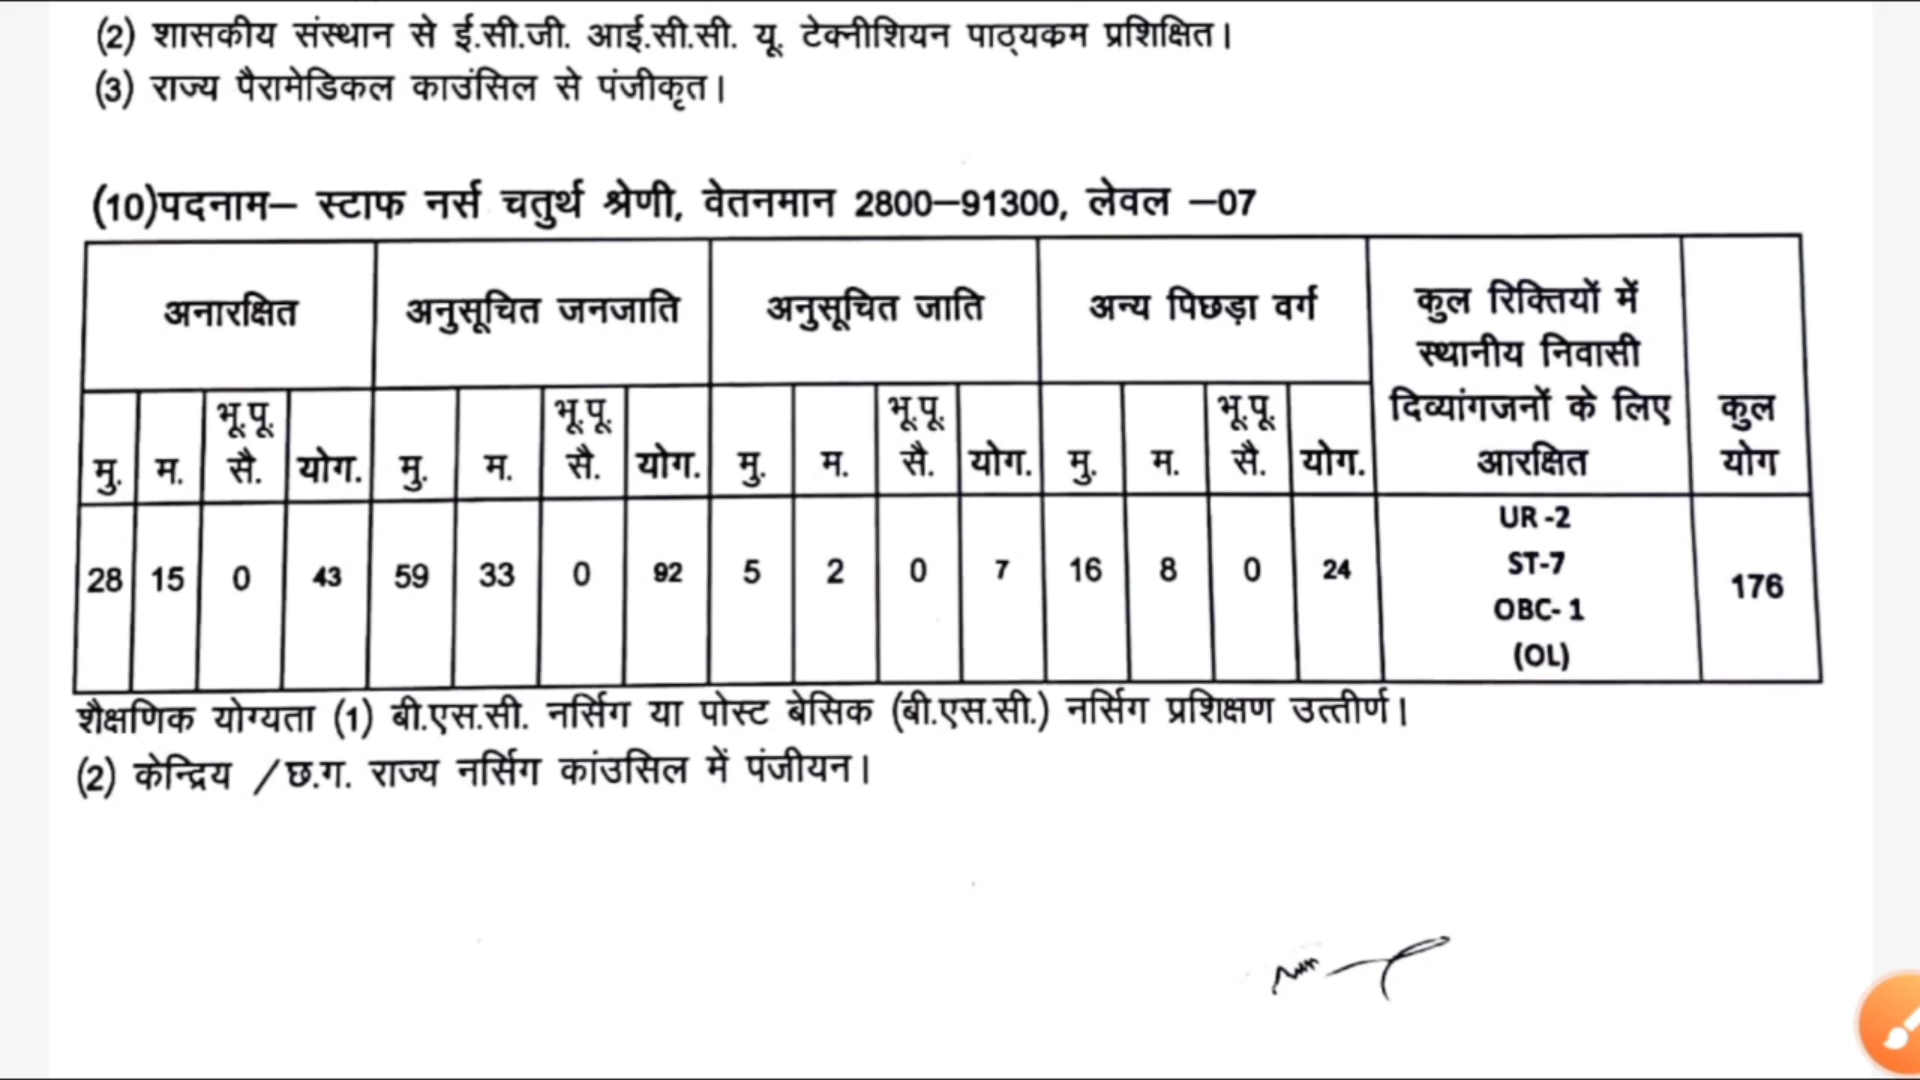 (2) शासकीय संस्थान से ई.सी.जी. आई.सी.सी. यू. टेक्नीशियन पाठ्यकम प्रशिक्षित।
(3) राज्य पैरामेडिकल काउंसिल से पंजीकृत।
(10)पदनाम– स्टाफ नर्स चतुर्थ श्रेणी, वेतनमान 2800–91300, लेवल –07
अनारक्षित अनुसूचित जनजाति अनुसूचित जाति अन्य पिछड़ा वर्ग कुल रिक्तियों में स्थानीय निवासी दिव्यांगजनों के लिए आरक्षित कुल योग
मु. म. भू.पू. सै. योग. मु. म. भू.पू. सै. योग. मु. म. भू.पू. सै. योग. मु. म. भू.पू. सै. योग.
28 15 0 43 59 33 0 92 5 2 0 7 16 8 0 24 UR -2 ST-7 OBC- 1 (OL) 176
शैक्षणिक योग्यता (1) बी.एस.सी. नर्सिग या पोस्ट बेसिक (बी.एस.सी.) नर्सिग प्रशिक्षण उत्तीर्ण।
(2) केन्द्रिय /छ.ग. राज्य नर्सिग कांउसिल में पंजीयन।